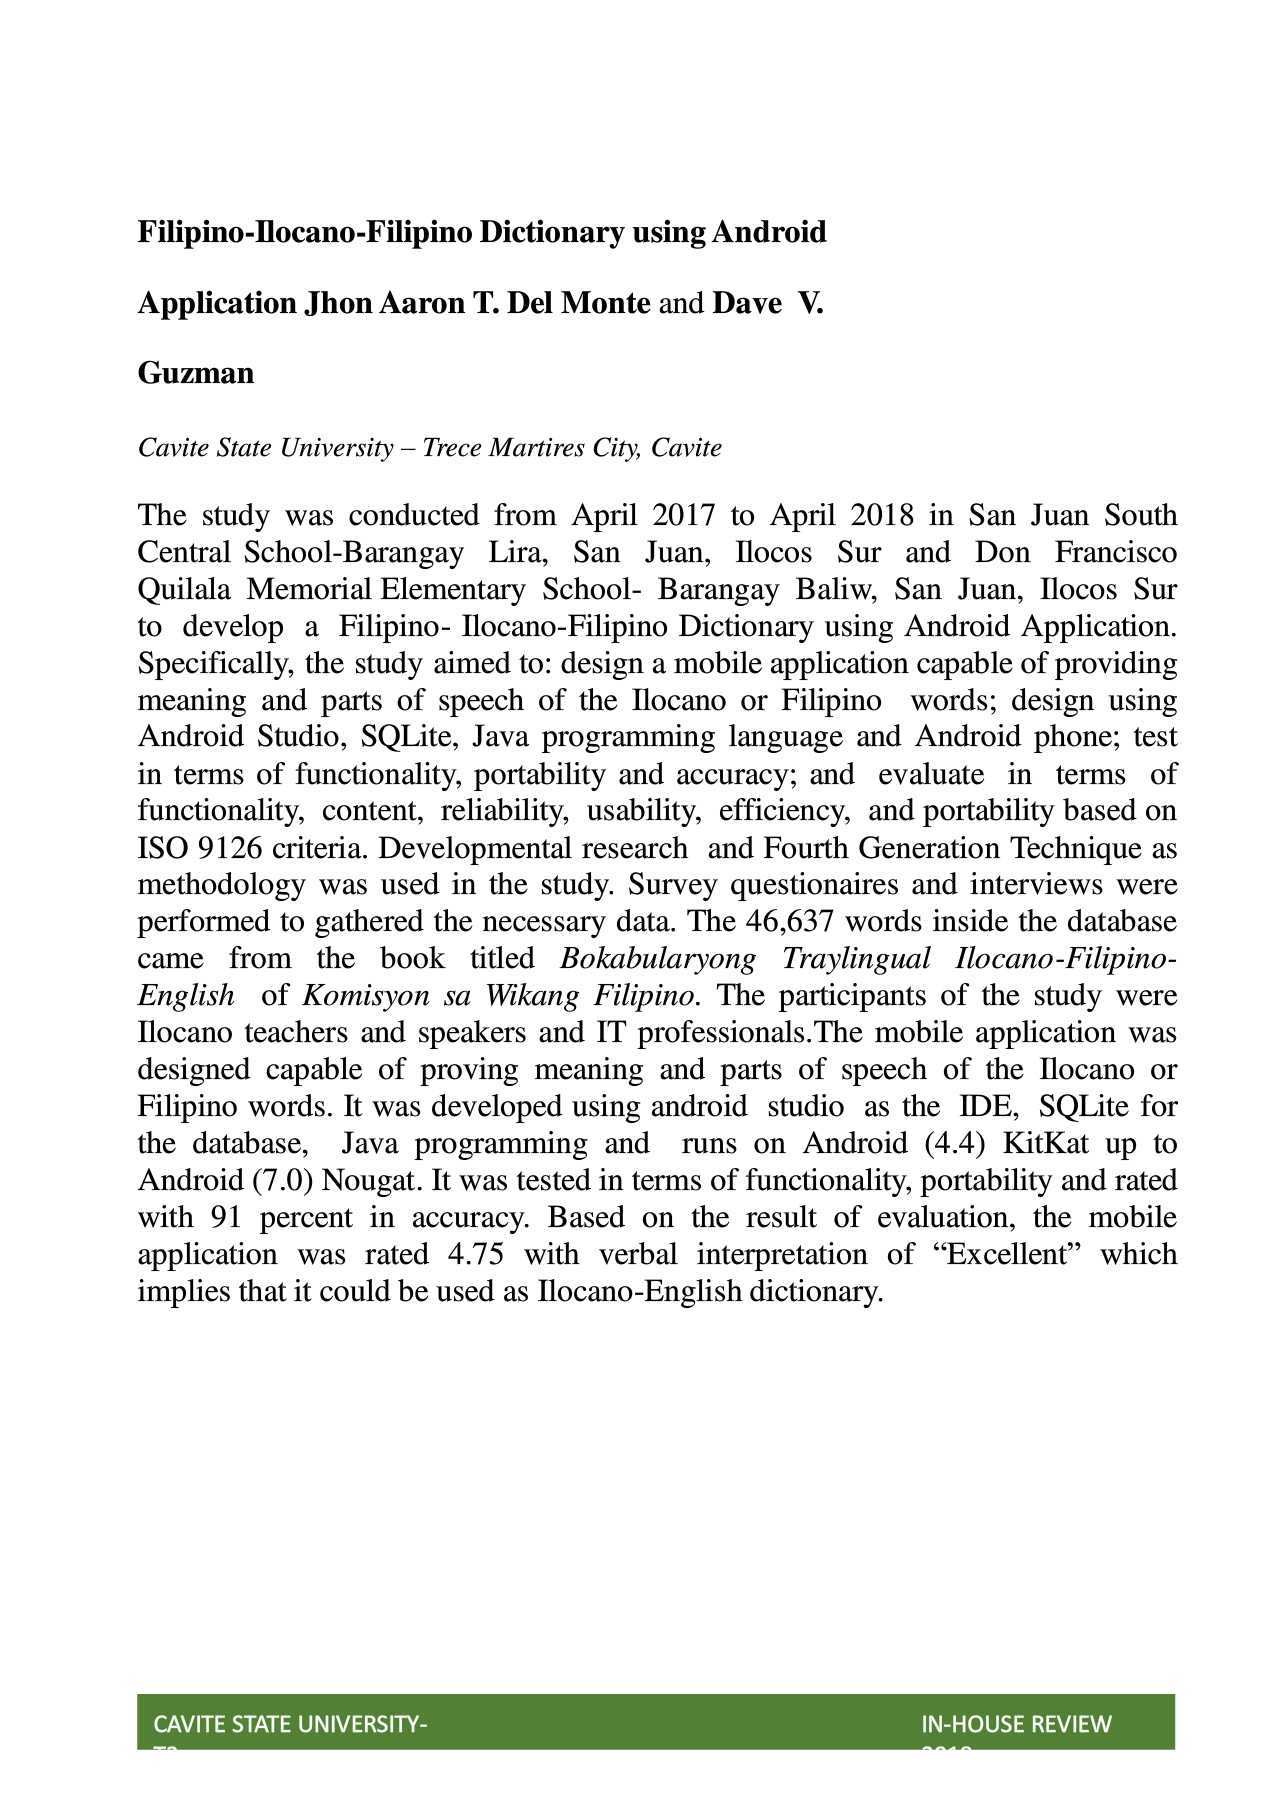 Filipino-Ilocano-Filipino Dictionary using Android
Application Jhon Aaron T. Del Monte and Dave V.
Guzman
Cavite State University – Trece Martires City, Cavite
The study was conducted from April 2017 to April 2018 in San Juan South
Central School-Barangay Lira, San Juan, Ilocos Sur and Don Francisco
Quilala Memorial Elementary School- Barangay Baliw, San Juan, Ilocos Sur
to develop a Filipino- Ilocano-Filipino Dictionary using Android Application.
Specifically, the study aimed to: design a mobile application capable of providing
meaning and parts of speech of the Ilocano or Filipino words; design using
Android Studio, SQLite, Java programming language and Android phone; test
in terms of functionality, portability and accuracy; and evaluate in terms of
functionality, content, reliability, usability, efficiency, and portability based on
ISO 9126 criteria. Developmental research and Fourth Generation Technique as
methodology was used in the study. Survey questionaires and interviews were
performed to gathered the necessary data. The 46,637 words inside the database
came from the book titled Bokabularyong Traylingual Ilocano-Filipino-
English of Komisyon sa Wikang Filipino. The participants of the study were
Ilocano teachers and speakers and IT professionals.The mobile application was
designed capable of proving meaning and parts of speech of the Ilocano or
Filipino words. It was developed using android studio as the IDE, SQLite for
the database, Java programming and runs on Android (4.4) KitKat up to
Android (7.0) Nougat. It was tested in terms of functionality, portability and rated
with 91 percent in accuracy. Based on the result of evaluation, the mobile
application was rated 4.75 with verbal interpretation of “Excellent” which
implies that it could be used as Ilocano-English dictionary.
CAVITE STATE UNIVERSITY-
IN-HOUSE REVIEW